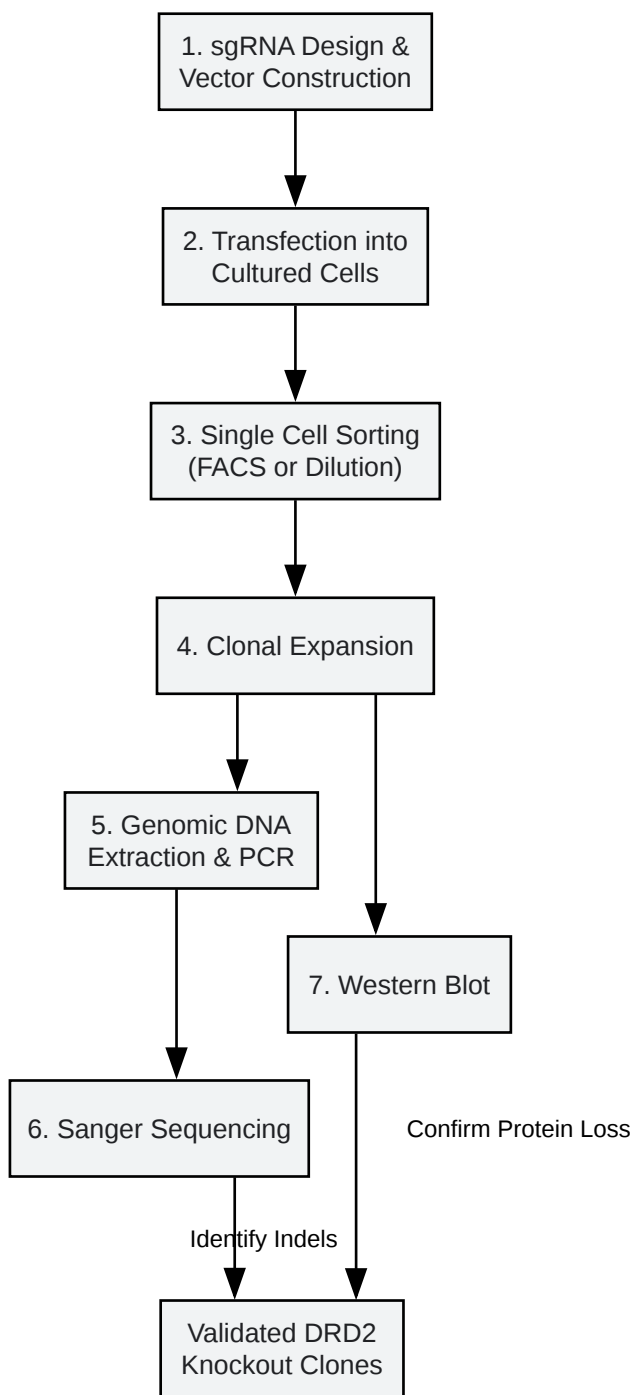 1. sgRNA Design &
Vector Construction
2. Transfection into
Cultured Cells
3. Single Cell Sorting
(FACS or Dilution)
4. Clonal Expansion
5. Genomic DNA
Extraction & PCR
7. Western Blot
6. Sanger Sequencing
Confirm Protein Loss
Identify Indels
Validated DRD2
Knockout Clones